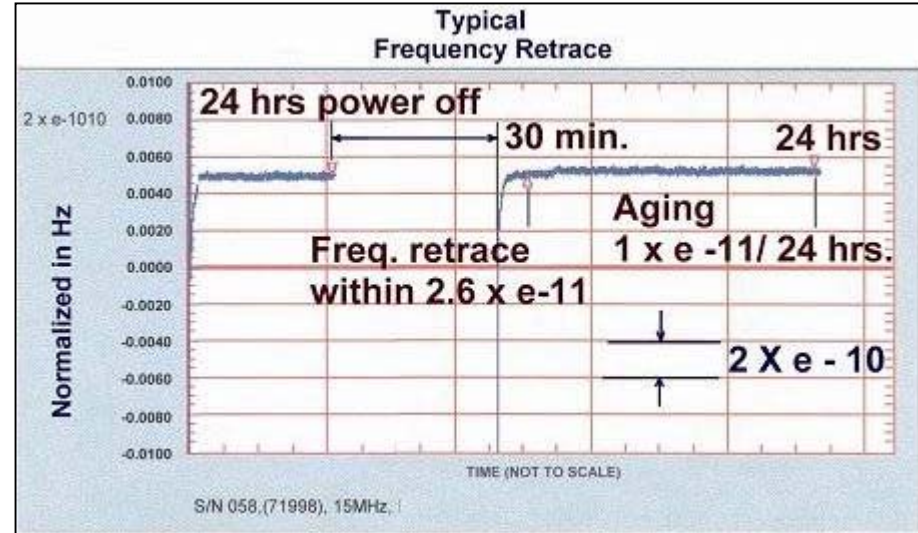 Typical
Frequency Retrace
0.0100
2 x e-1010
0.0080
0.0060
0.0040
0.0020
0.0000
-0.0020
-0.0040
-0.0060
-0.0080
-0.0100
Normalized in Hz
24 hrs power off
30 min.
24 hrs
Freq. retrace
within 2.6 x e-11
Aging
1 x e -11/ 24 hrs.
2 X e - 10
TIME (NOT TO SCALE)
S/N 058,(71998), 15MHz,